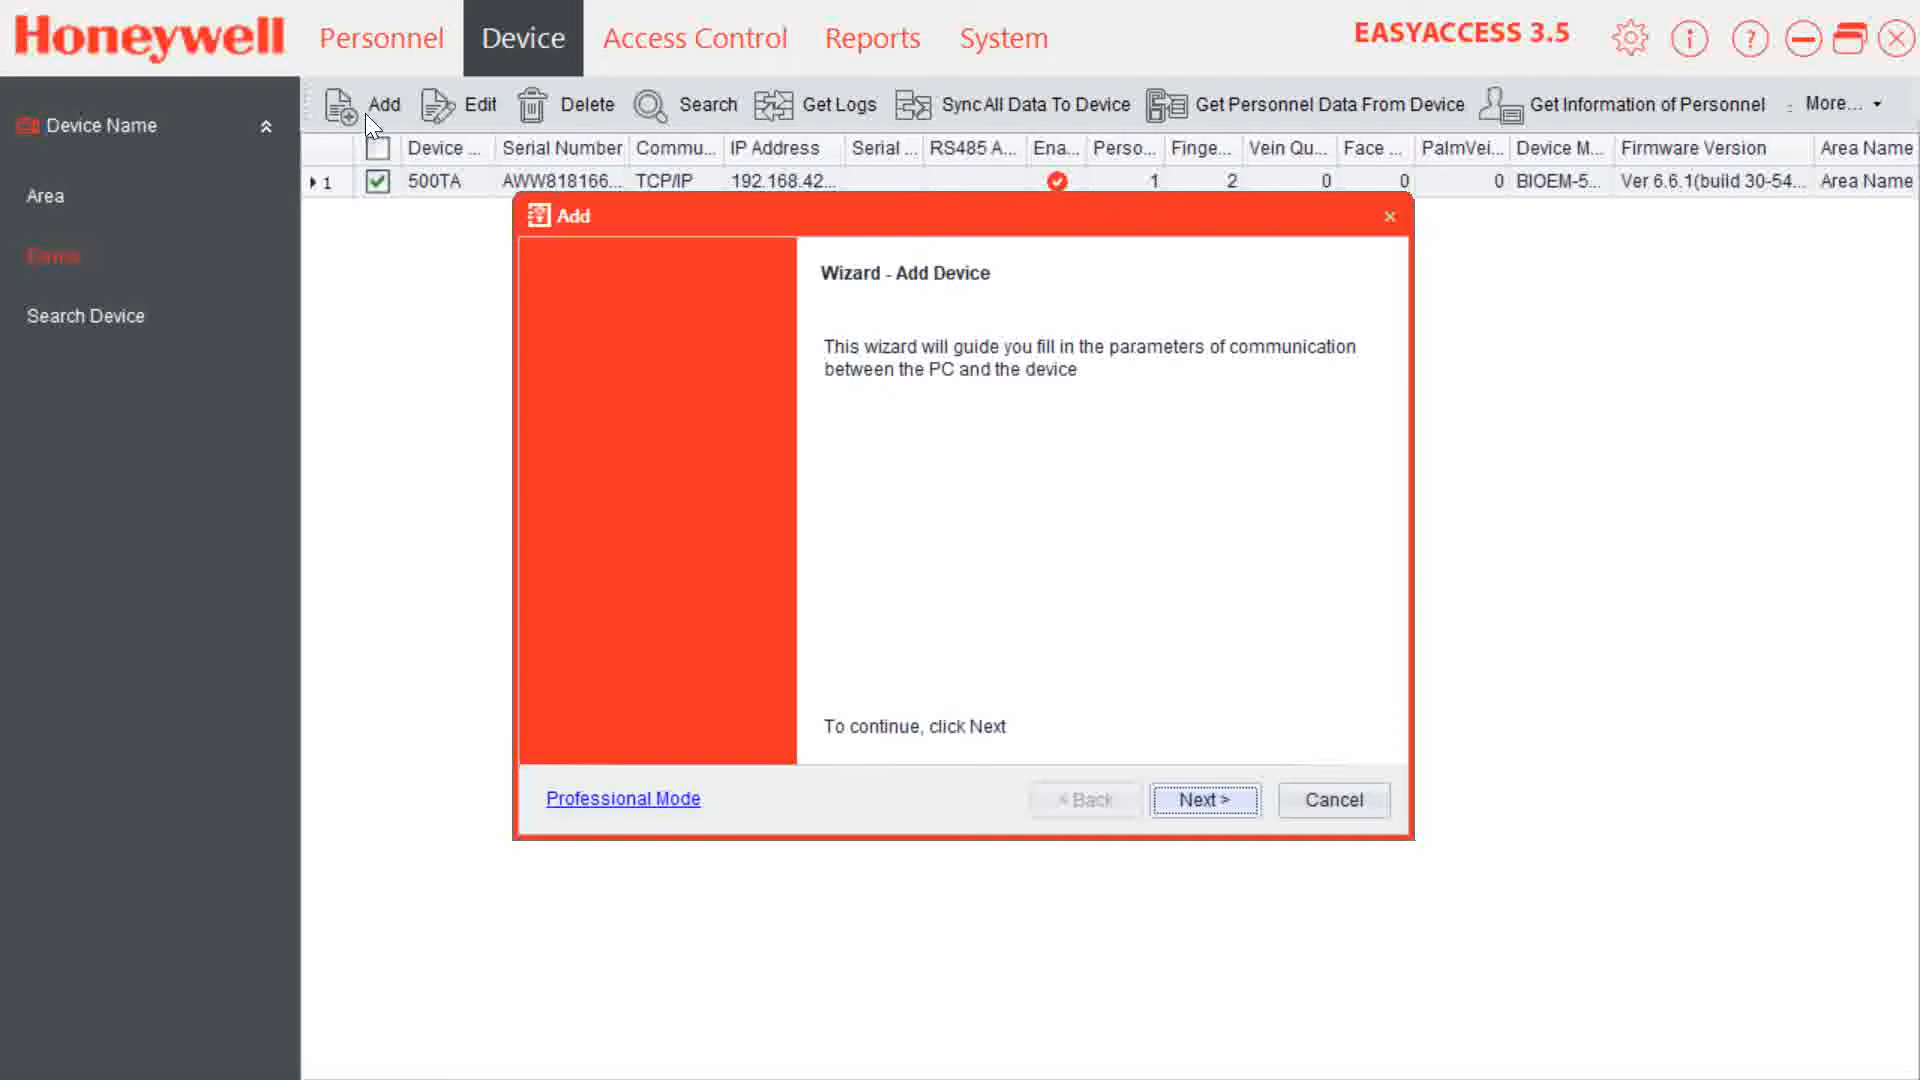 Honeywell
Personnel
Device
Access Control
Reports
System
EASYACCESS 3.5
Device Name
Area
Search Device
Add
Edit
Delete
Search
Get Logs
Sync All Data To Device
Get Personnel Data From Device
Get Information of Personnel
More...
Device ... Serial Number Commu... IP Address Serial ... RS485 A... Ena... Perso... Finge... Vein Qu... Face ... PalmVei... Device M... Firmware Version Area Name
1 500TA AWW818166... TCP/IP 192.168.42... 1 2 0 0 0 BIOEM-5... Ver 6.6.1(build 30-54... Area Name
Add
Wizard - Add Device
This wizard will guide you fill in the parameters of communication
between the PC and the device
To continue, click Next
Professional Mode
< Back
Next >
Cancel